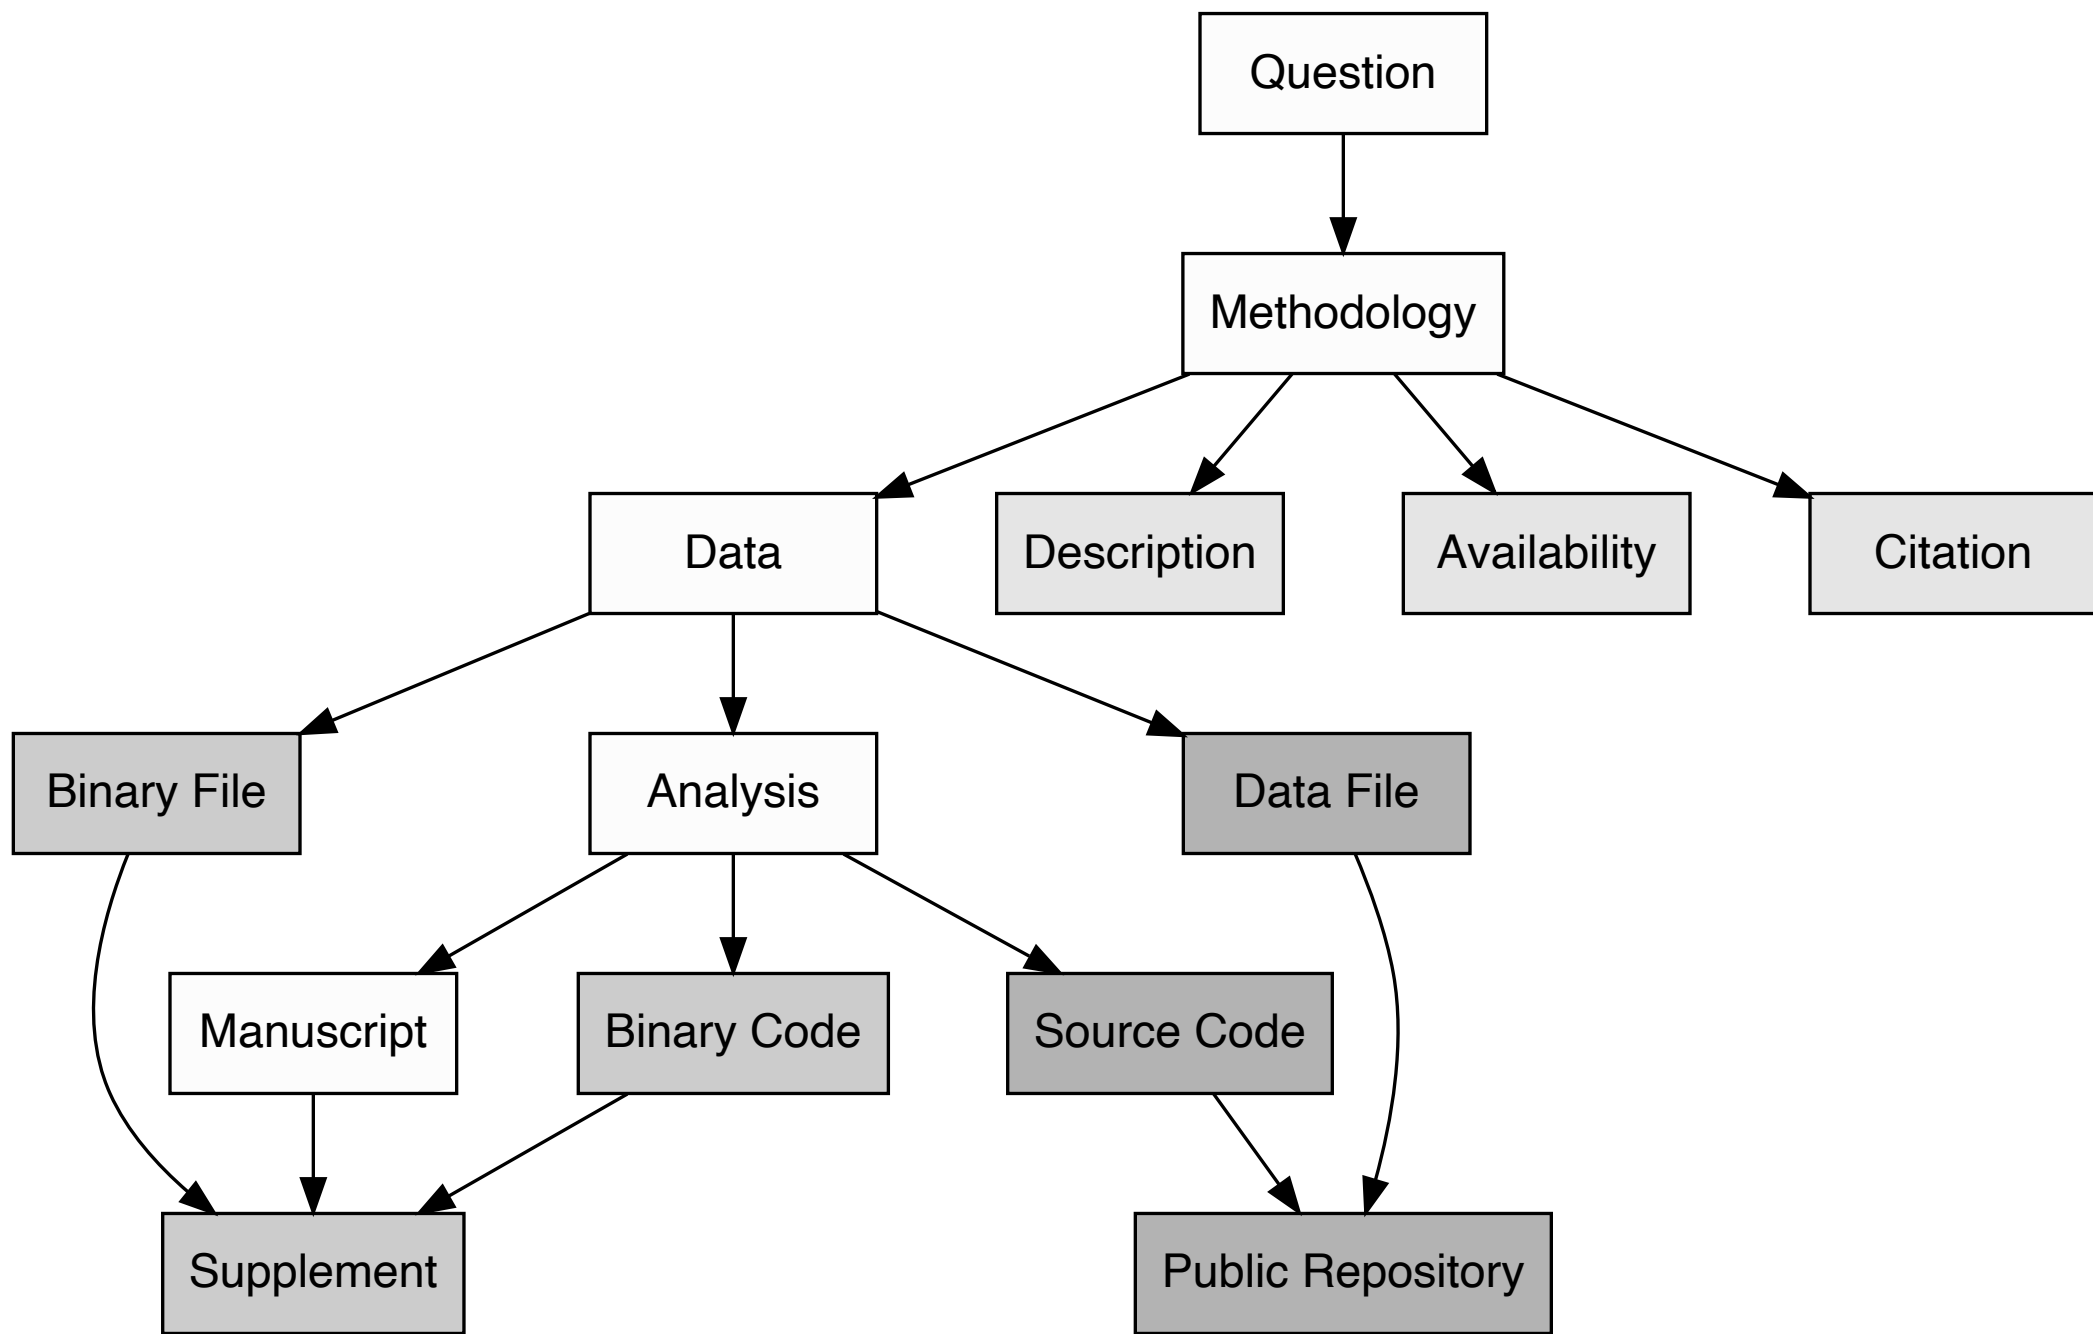 Question
Methodology
Data
Description
Availability
Citation
Binary File
Analysis
Data File
Manuscript
Binary Code
Source Code
Supplement
Public Repository